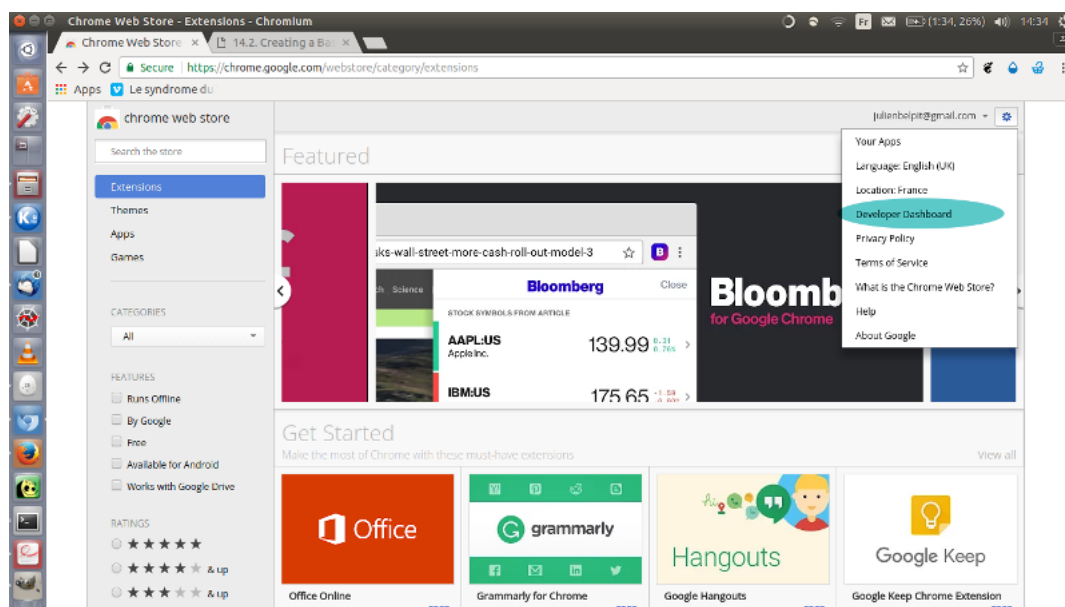 Chrome Web Store - Extensions - Chromium
Fr (1:34, 26%) 14:34
Chrome Web Store × 14.2. Creating a Ba ×
Secure https://chrome.google.com/webstore/category/extensions
Apps Le syndrome du
chrome web store
julienbelpit@gmail.com
Search the store
Extensions
Themes
Apps
Games
CATEGORIES
All
FEATURES
Runs Offline
By Google
Free
Available for Android
Works with Google Drive
RATINGS
& up
& up
Featured
uks-wall-street-more-cash-roll-out-model-3 B
Science
Bloomberg Close
STOCK SYMBOLS FROM ARTICLE
AAPL:US 139.99
Apple Inc. 0.76%
IBM:US 175.65 -1.59
Bloomb
for Google Chrome
Your Apps
Language: English (UK)
Location: France
Developer Dashboard
Privacy Policy
Terms of Service
What is the Chrome Web Store?
Help
About Google
Get Started
Make the most of Chrome with these must-have extensions View all
Office
grammarly
Hangouts
Google Keep
Office Online
Grammarly for Chrome
Google Hangouts
Google Keep Chrome Extension